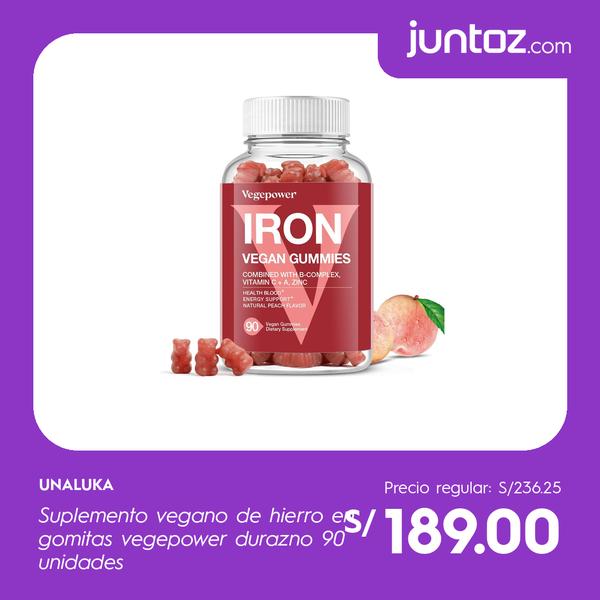 juntoz.com
Vegepower
IRON
VEGAN GUMMIES
COMBINED WITH B-COMPLEX,
VITAMIN C + A, ZINC
HEALTH BLOOD*
ENERGY SUPPORT*
NATURAL PEACH FLAVOR
90 Vegan Gummies
Dietary Supplement
UNALUKA
Suplemento vegano de hierro en
gomitas vegepower durazno 90
unidades
Precio regular: S/236.25
S/ 189.00